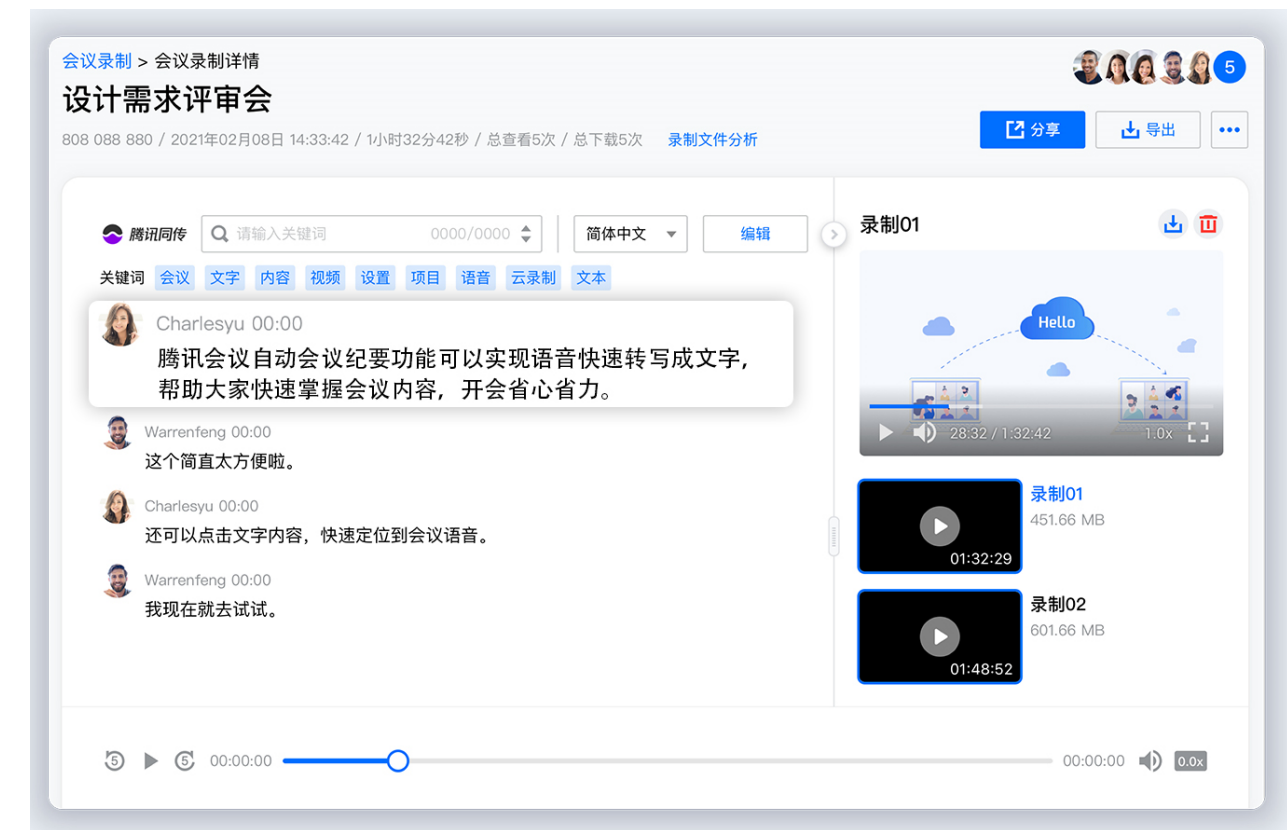 会议录制 > 会议录制详情
5
设计需求评审会
808 088 880 / 2021年02月08日 14:33:42 / 1小时32分42秒 / 总查看5次 / 总下载5次 录制文件分析
分享 导出
腾讯同传 请输入关键词 0000/0000 简体中文 编辑
关键词 会议 文字 内容 视频 设置 项目 语音 云录制 文本
Charlesyu 00:00
腾讯会议自动会议纪要功能可以实现语音快速转写成文字，
帮助大家快速掌握会议内容，开会省心省力。
Warrenfeng 00:00
这个简直太方便啦。
Charlesyu 00:00
还可以点击文字内容，快速定位到会议语音。
Warrenfeng 00:00
我现在就去试试。
录制01
Hello
28:32 / 1:32:42 1.0x
录制01
451.66 MB
01:32:29
录制02
601.66 MB
01:48:52
5 5 00:00:00 00:00:00 0.0x